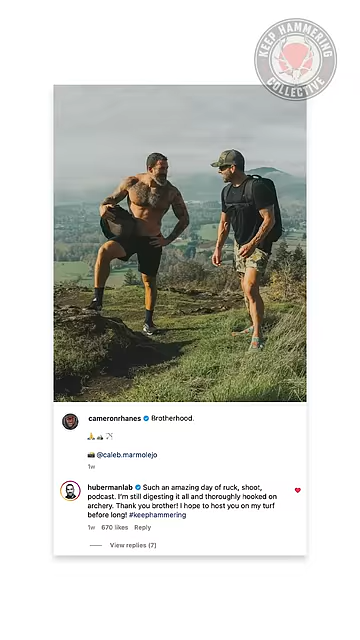 KEEP HAMMERING
COLLECTIVE
cameronrhanes Brotherhood.
@caleb.marmolejo
1w
hubermanlab Such an amazing day of ruck, shoot,
podcast. I'm still digesting it all and thoroughly hooked on
archery. Thank you brother! I hope to host you on my turf
before long! #keephammering
1w 670 likes Reply
View replies (7)